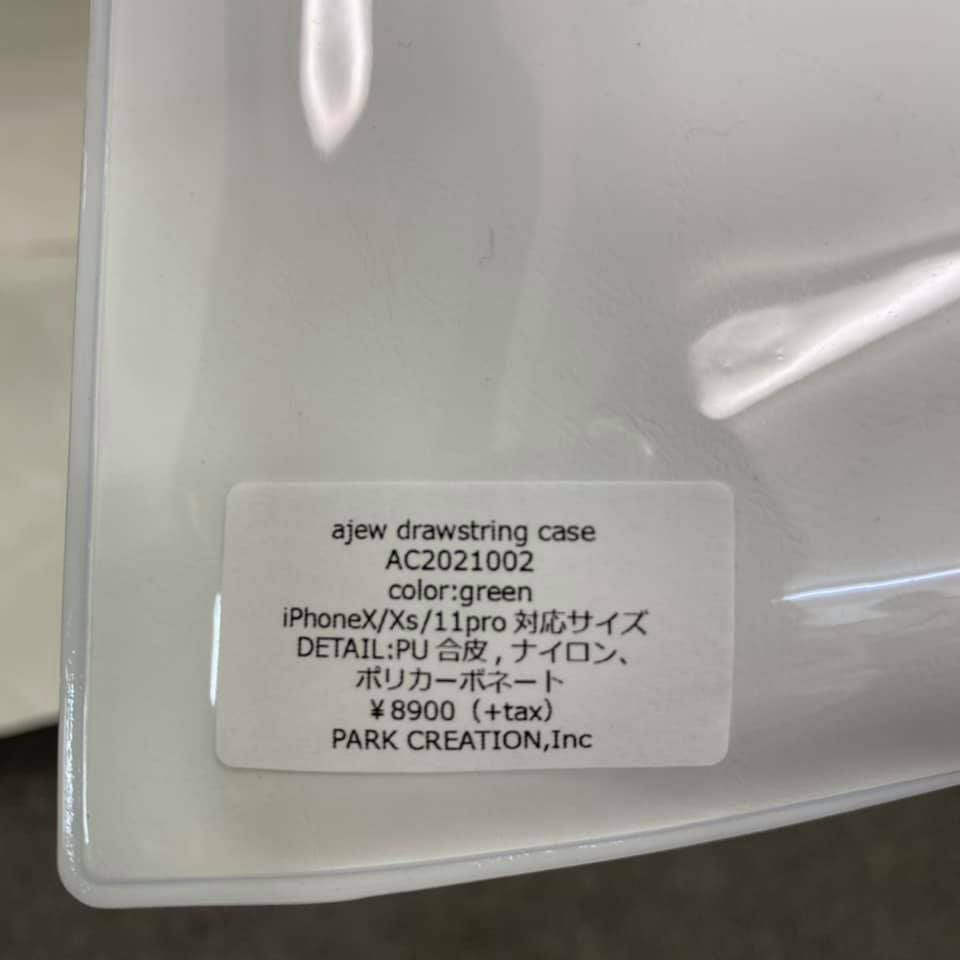 ajew drawstring case
AC2021002
color:green
iPhoneX/Xs/11pro 対応サイズ
DETAIL:PU 合皮 , ナイロン、
ポリカーボネート
¥8900（+tax）
PARK CREATION,Inc